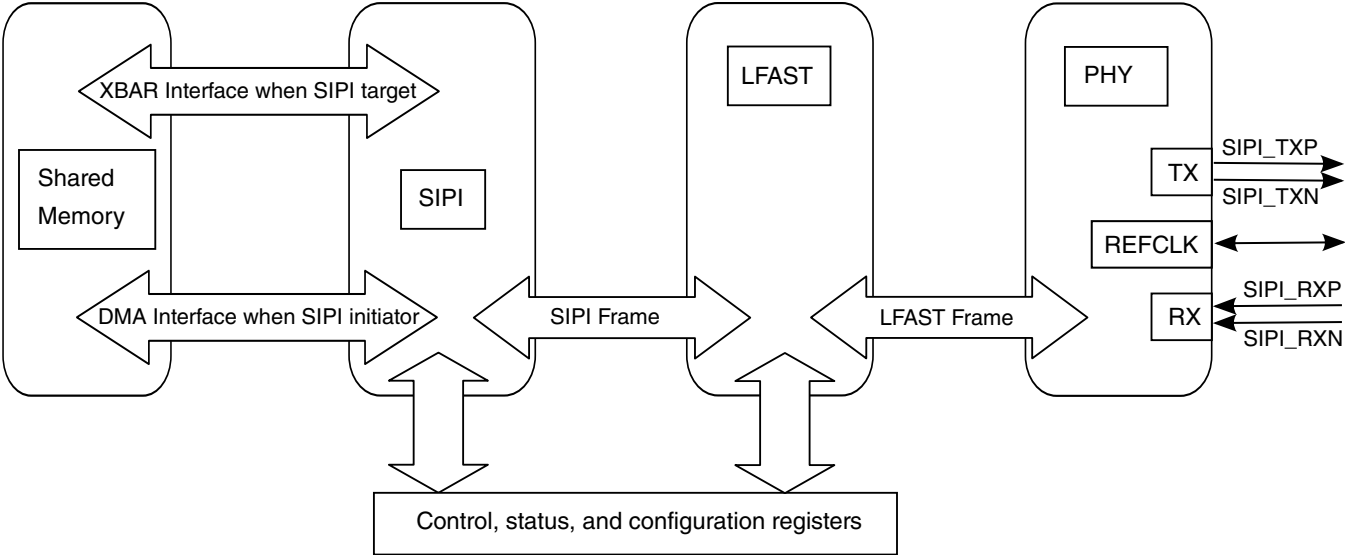 XBAR Interface when SIPI target
Shared
Memory
DMA Interface when SIPI initiator
SIPI
SIPI Frame
LFAST
LFAST Frame
PHY
TX
SIPI_TXP
SIPI_TXN
REFCLK
RX
SIPI_RXP
SIPI_RXN
Control, status, and configuration registers